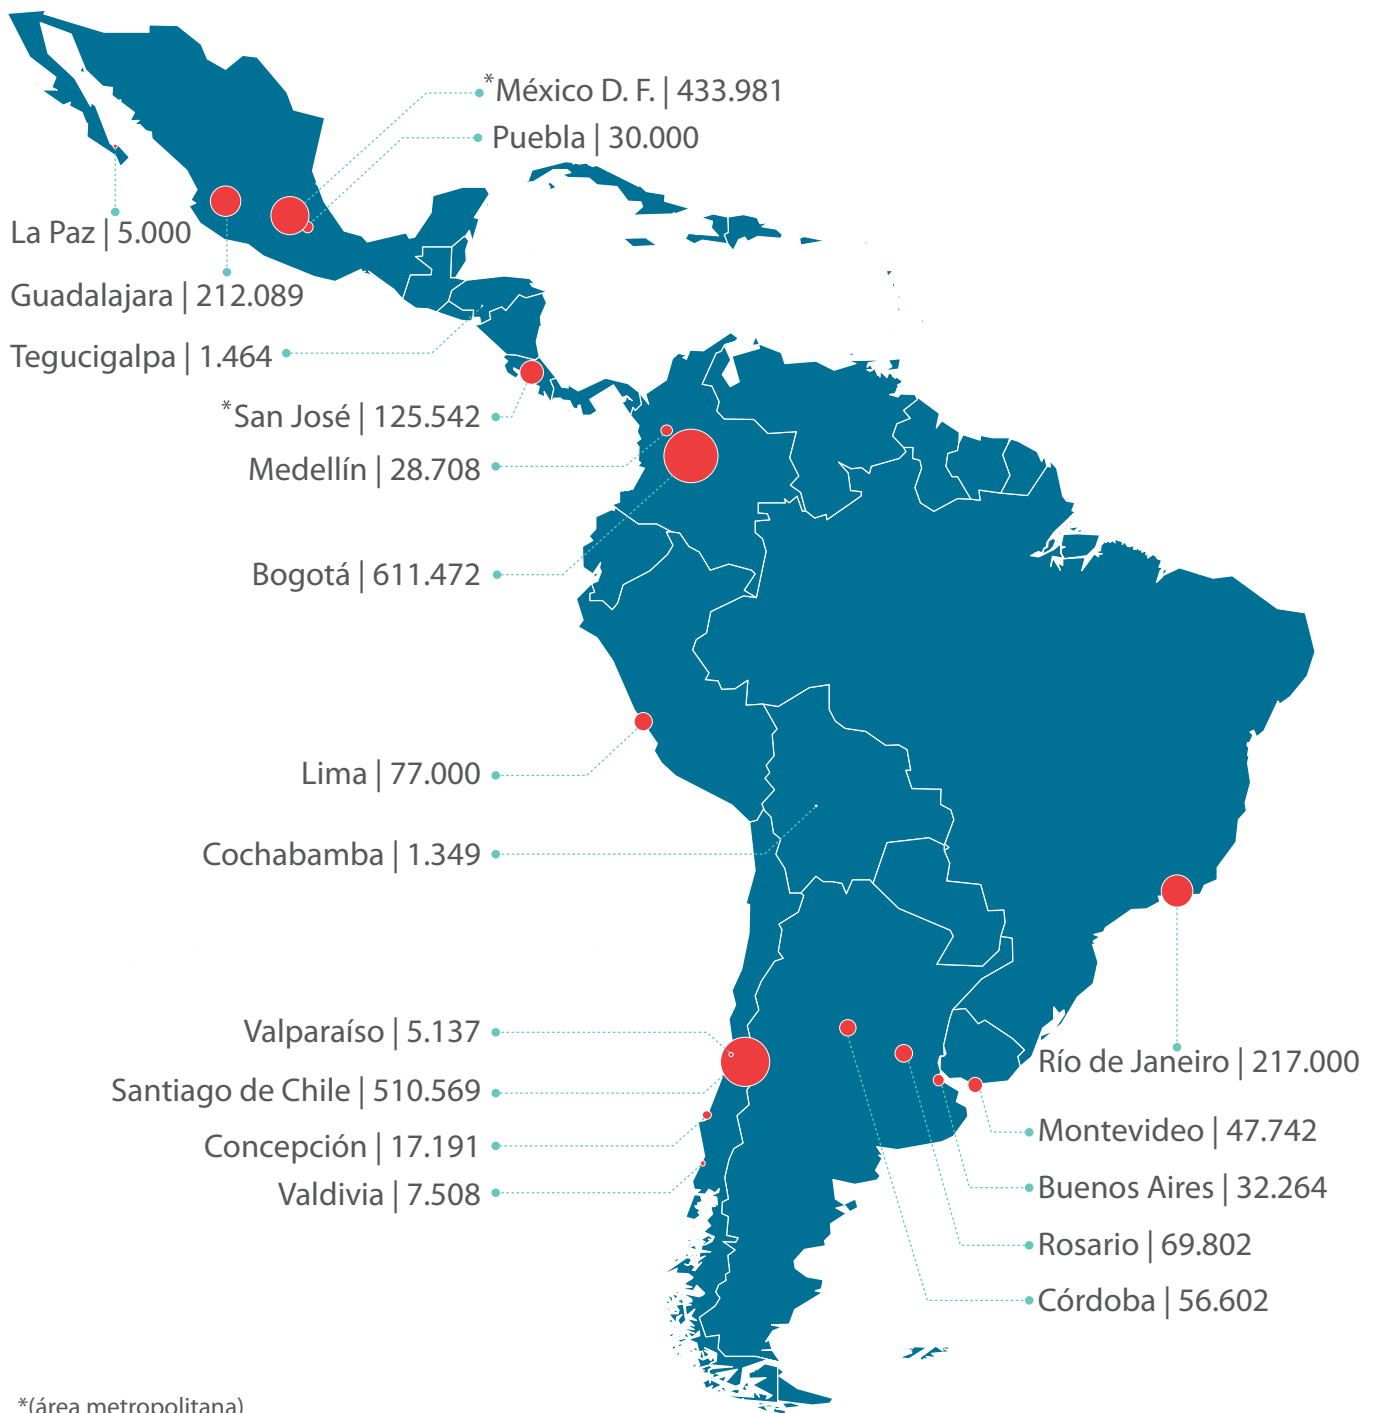 *México D. F. | 433.981
Puebla | 30.000
La Paz | 5.000
Guadalajara | 212.089
Tegucigalpa | 1.464
*San José | 125.542
Medellín | 28.708
Bogotá | 611.472
Lima | 77.000
Cochabamba | 1.349
Valparaíso | 5.137
Santiago de Chile | 510.569
Concepción | 17.191
Valdivia | 7.508
Río de Janeiro | 217.000
Montevideo | 47.742
Buenos Aires | 32.264
Rosario | 69.802
Córdoba | 56.602
*(área metropolitana)